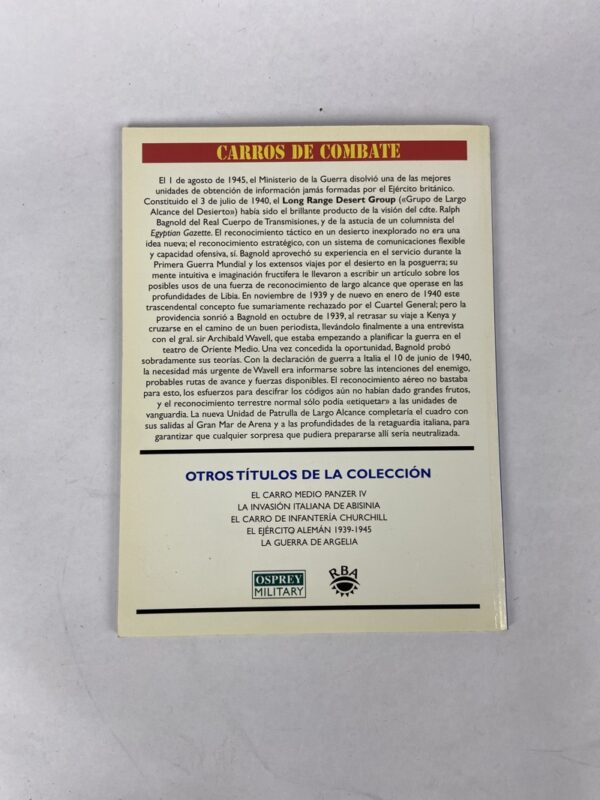 CARROS DE COMBATE
El 1 de agosto de 1945, el Ministerio de la Guerra disolvió una de las mejores
unidades de obtención de información jamás formadas por el Ejército británico.
Constituido el 3 de julio de 1940, el Long Range Desert Group («Grupo de Largo
Alcance del Desierto») había sido el brillante producto de la visión del cdte. Ralph
Bagnold del Real Cuerpo de Transmisiones, y de la astucia de un columnista del
Egyptian Gazette. El reconocimiento táctico en un desierto inexplorado no era una
idea nueva; el reconocimiento estratégico, con un sistema de comunicaciones flexible
y capacidad ofensiva, sí. Bagnold aprovechó su experiencia en el servicio durante la
Primera Guerra Mundial y los extensos viajes por el desierto en la posguerra; su
mente intuitiva e imaginación fructífera le llevaron a escribir un artículo sobre los
posibles usos de una fuerza de reconocimiento de largo alcance que operase en las
profundidades de Libia. En noviembre de 1939 y de nuevo en enero de 1940 este
trascendental concepto fue sumariamente rechazado por el Cuartel General; pero la
providencia sonrió a Bagnold en octubre de 1939, al retrasar su viaje a Kenya y
cruzarse en el camino de un buen periodista, llevándolo finalmente a una entrevista
con el gral. sir Archibald Wavell, que estaba empezando a planificar la guerra en el
teatro de Oriente Medio. Una vez concedida la oportunidad, Bagnold probó
sobradamente sus teorías. Con la declaración de guerra a Italia el 10 de junio de 1940,
la necesidad más urgente de Wavell era informarse sobre las intenciones del enemigo,
probables rutas de avance y fuerzas disponibles. El reconocimiento aéreo no bastaba
para esto, los esfuerzos para descifrar los códigos aún no habían dado grandes frutos,
y el reconocimiento terrestre normal sólo podía «etiquetar» a las unidades de
vanguardia. La nueva Unidad de Patrulla de Largo Alcance completaría el cuadro con
sus salidas al Gran Mar de Arena y a las profundidades de la retaguardia italiana, para
garantizar que cualquier sorpresa que pudiera prepararse allí sería neutralizada.
OTROS TÍTULOS DE LA COLECCIÓN
EL CARRO MEDIO PANZER IV
LA INVASIÓN ITALIANA DE ABISINIA
EL CARRO DE INFANTERÍA CHURCHILL
EL EJÉRCITO ALEMÁN 1939-1945
LA GUERRA DE ARGELIA
OSPREY
MILITARY
RBA